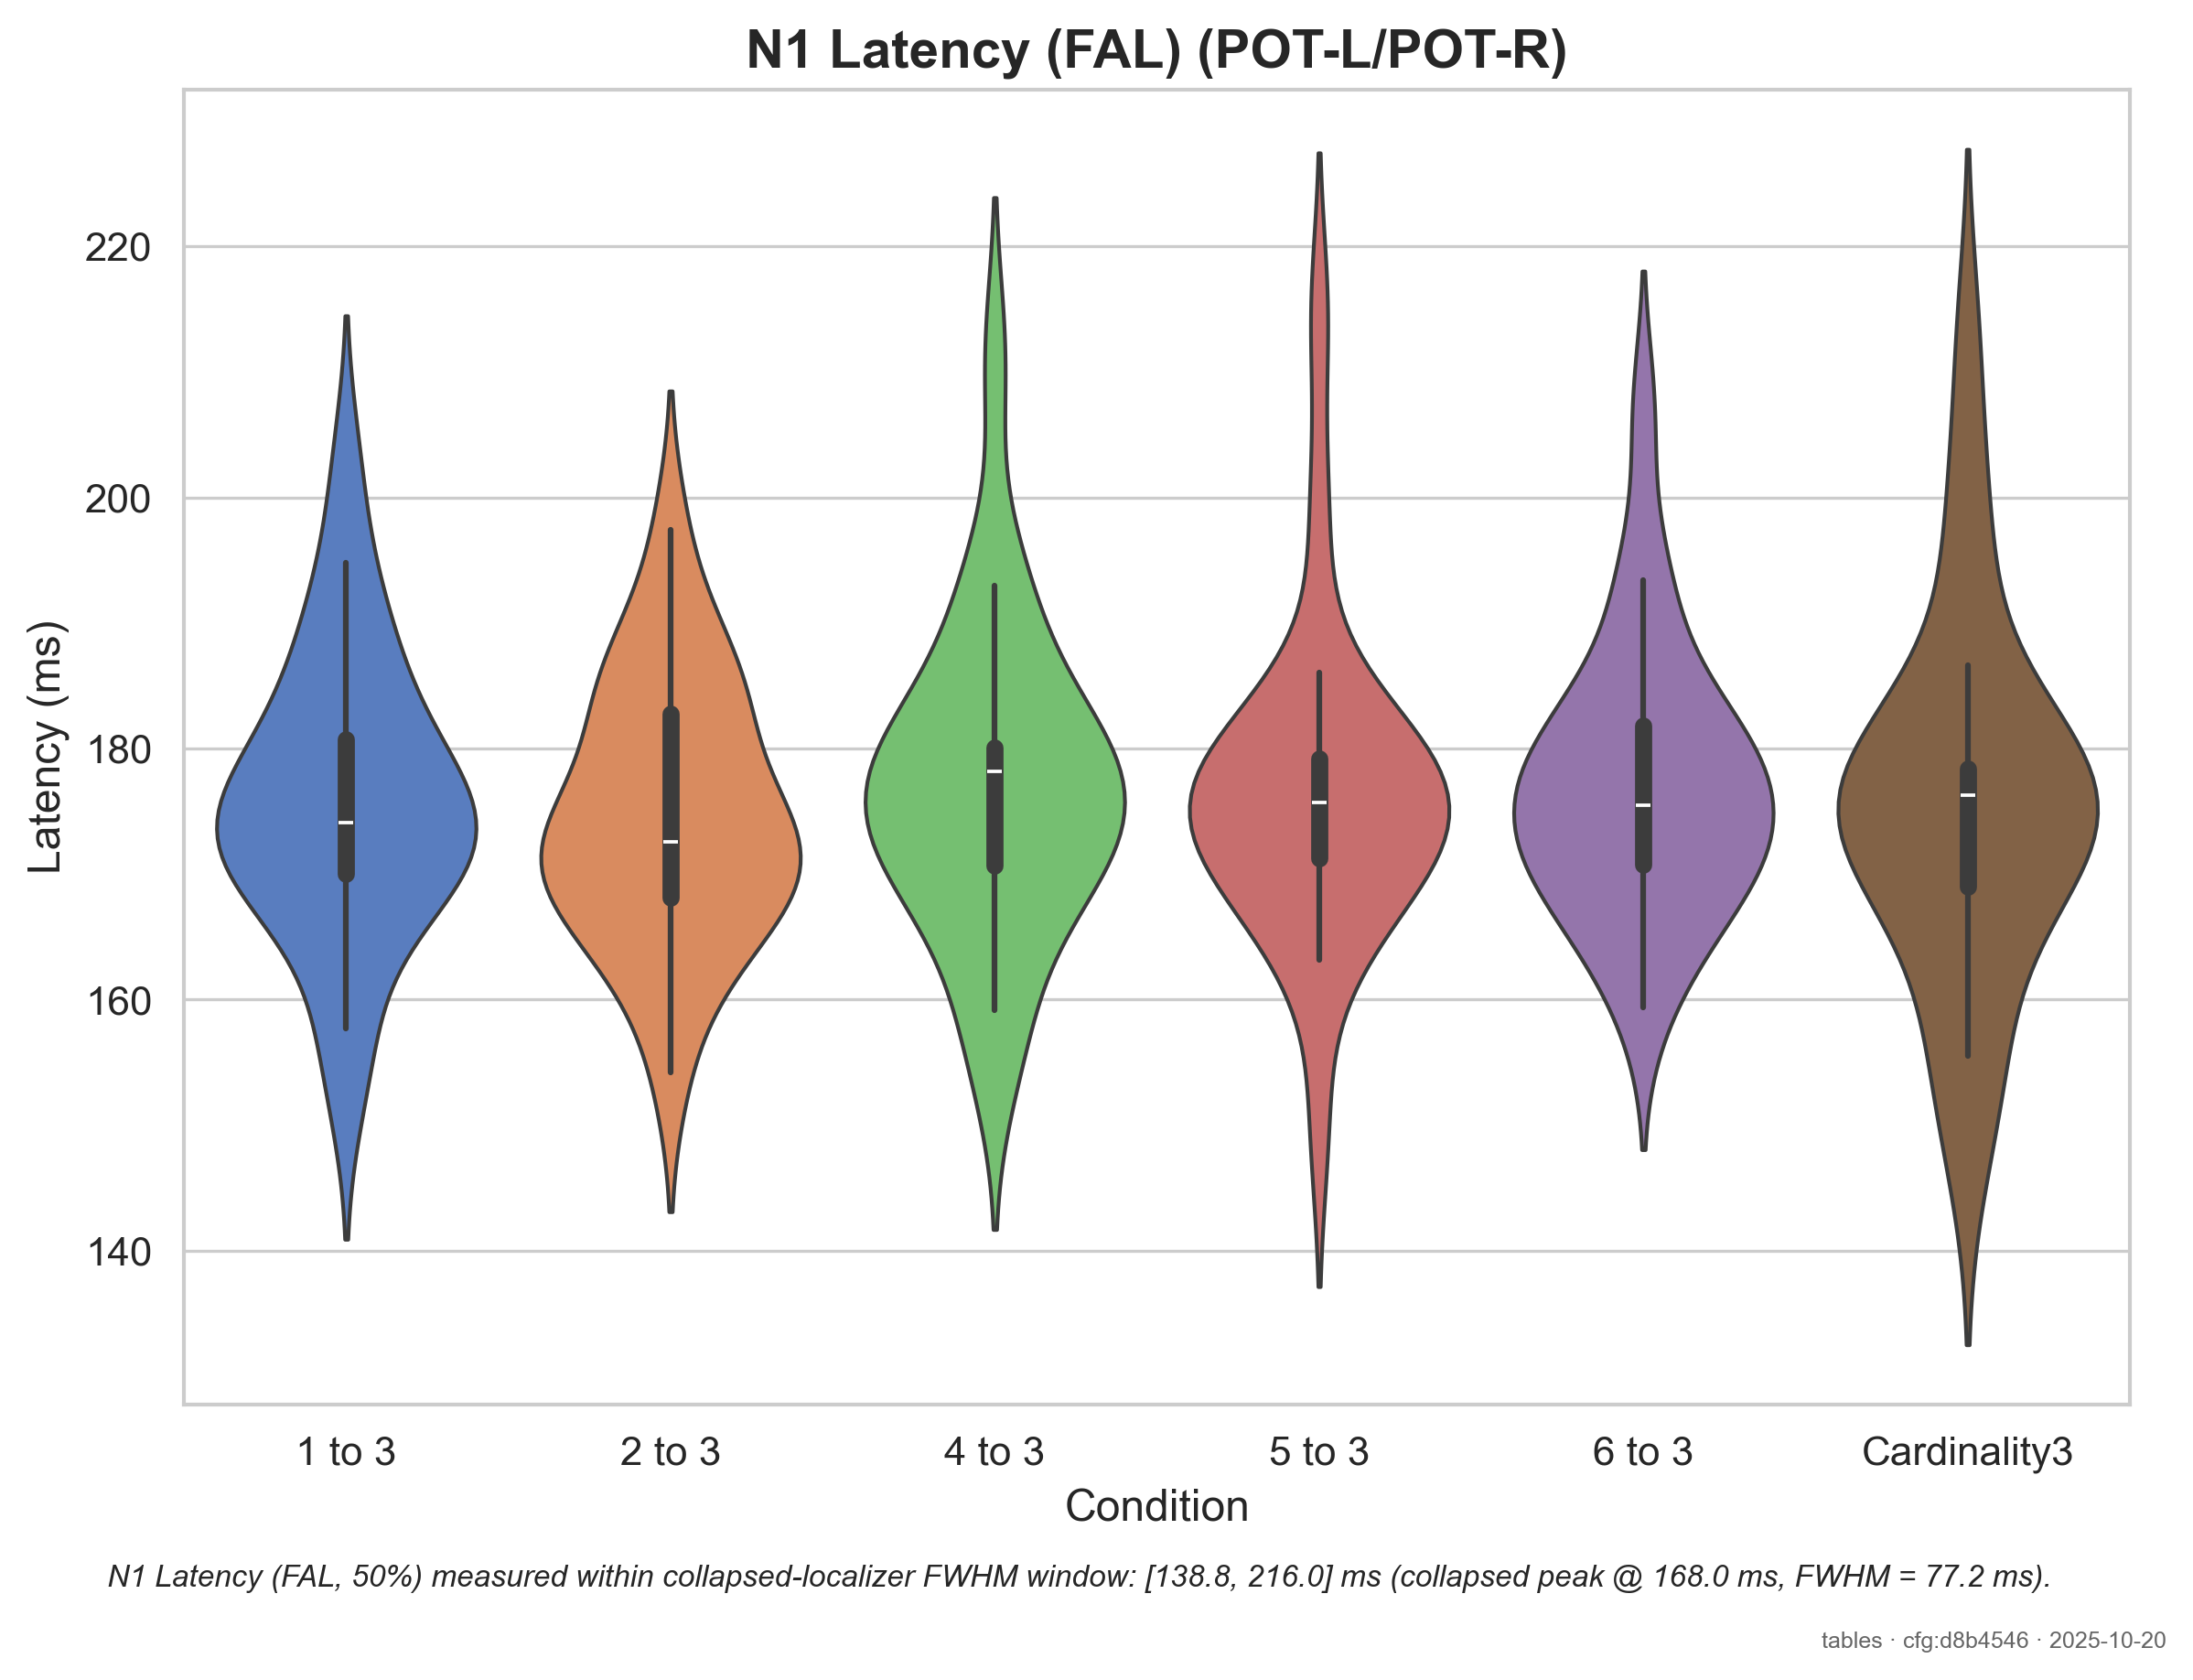 N1 Latency (FAL) (POT-L/POT-R)
Latency (ms)
220
200
180
160
140
1 to 3
2 to 3
4 to 3
5 to 3
6 to 3
Cardinality3
Condition
N1 Latency (FAL, 50%) measured within collapsed-localizer FWHM window: [138.8, 216.0] ms (collapsed peak @ 168.0 ms, FWHM = 77.2 ms).
tables · cfg:d8b4546 · 2025-10-20